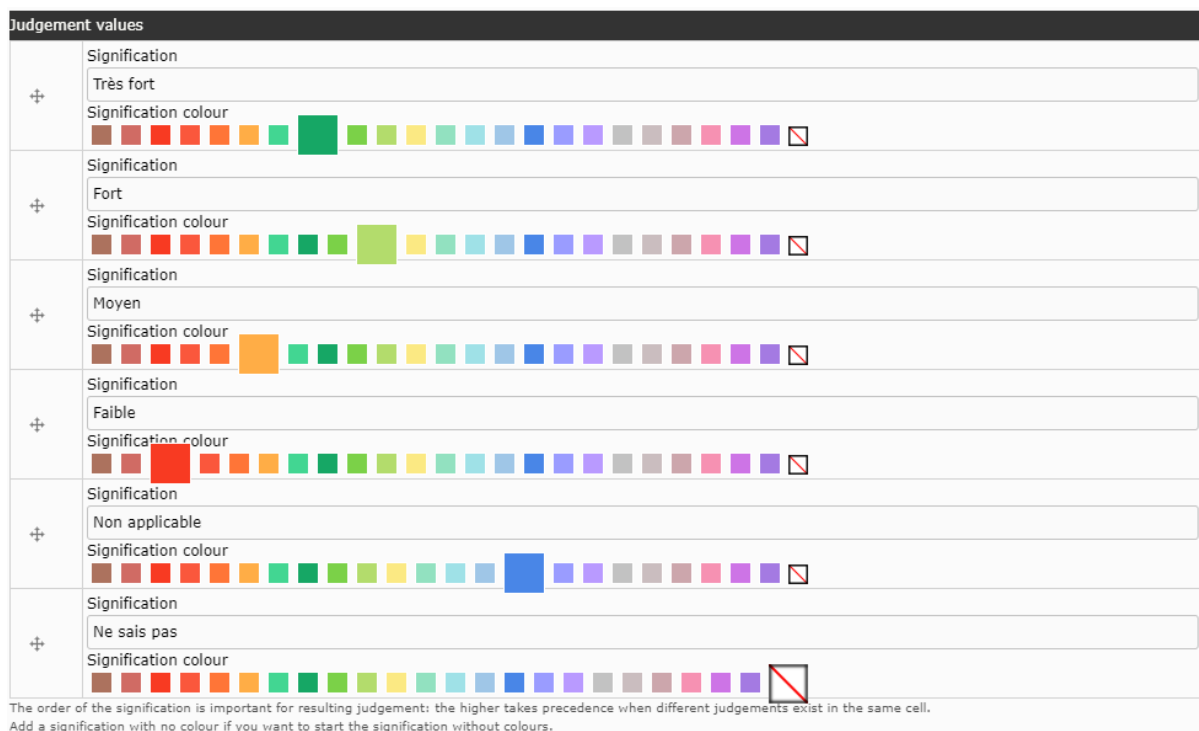 Judgement values
Signification
Très fort
Signification colour
Signification
Fort
Signification colour
Signification
Moyen
Signification colour
Signification
Faible
Signification colour
Signification
Non applicable
Signification colour
Signification
Ne sais pas
Signification colour
The order of the signification is important for resulting judgement: the higher takes precedence when different judgements exist in the same cell.
Add a signification with no colour if you want to start the signification without colours.